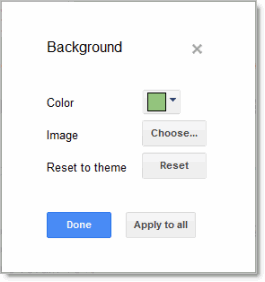 Background
Color
Image Choose...
Reset to theme Reset
Done Apply to all